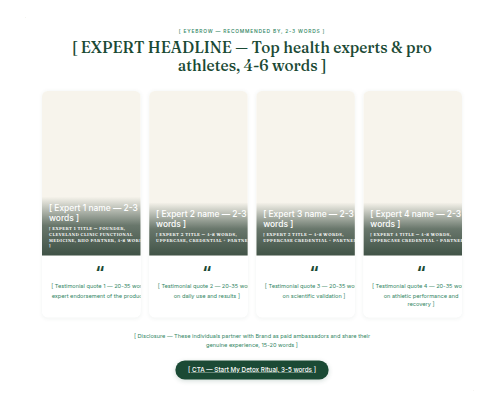 [ EYEBROW — RECOMMENDED BY, 2-3 WORDS ]
[ EXPERT HEADLINE — Top health experts & pro
athletes, 4-6 words ]
[ Expert 1 name — 2-3
words ]
[ EXPERT 1 TITLE — FOUNDER,
CLEVELAND CLINIC FUNCTIONAL
MEDICINE, KBD PARTNER, 4-8 WOR
]
[ Expert 2 name — 2-3
words ]
[ EXPERT 2 TITLE — 4-8 WORDS,
UPPERCASE, CREDENTIAL + PARTNE
[ Expert 3 name — 2-3
words ]
[ EXPERT 3 TITLE — 4-8 WORDS,
UPPERCASE, CREDENTIAL + PARTNE
[ Expert 4 name — 2-3
words ]
[ EXPERT 4 TITLE — 4-8 WORDS,
UPPERCASE, CREDENTIAL + PARTNE
“
[ Testimonial quote 1 — 20-35 wo
expert endorsement of the produc
“
[ Testimonial quote 2 — 20-35 wo
on daily use and results ]
“
[ Testimonial quote 3 — 20-35 wo
on scientific validation ]
“
[ Testimonial quote 4 — 20-35 wo
on athletic performance and
recovery ]
[ Disclosure — These individuals partner with Brand as paid ambassadors and share their
genuine experience, 15-20 words ]
[ CTA — Start My Detox Ritual, 3-5 words ]